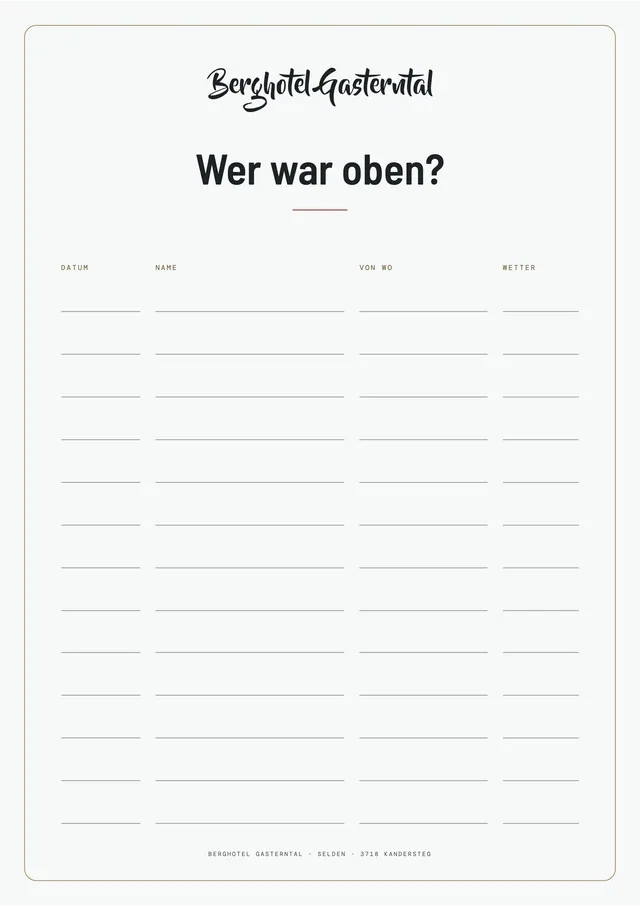 Berghotel Gasterntal
Wer war oben?
DATUM NAME VON WO WETTER
BERGHOTEL GASTERNTAL · SELDEN · 3718 KANDERSTEG